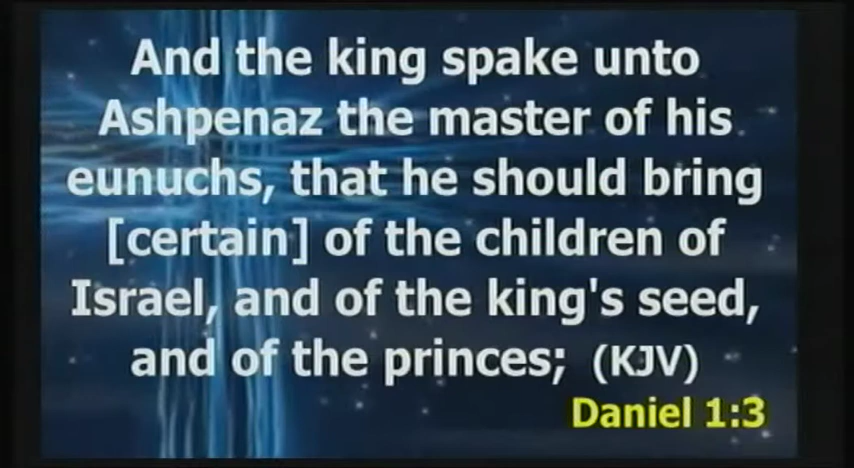 And the king spake unto
Ashpenaz the master of his
eunuchs, that he should bring
[certain] of the children of
Israel, and of the king's seed,
and of the princes; (KJV)
Daniel 1:3